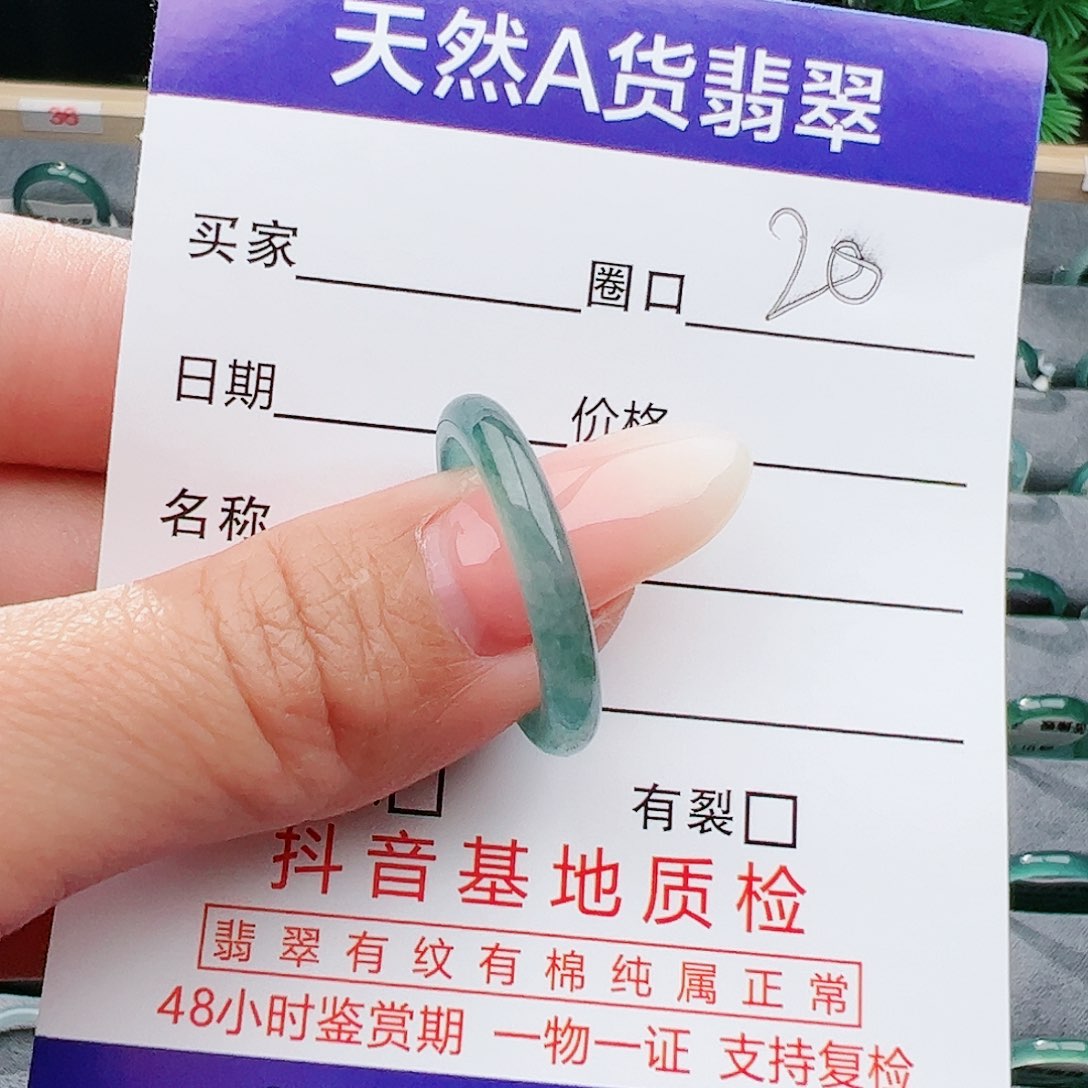 天然A货翡翠
买家 圈口 20
日期 价格
名称
有裂
抖音基地质检
翡翠有纹有棉纯属正常
48小时鉴赏期 一物一证 支持复检